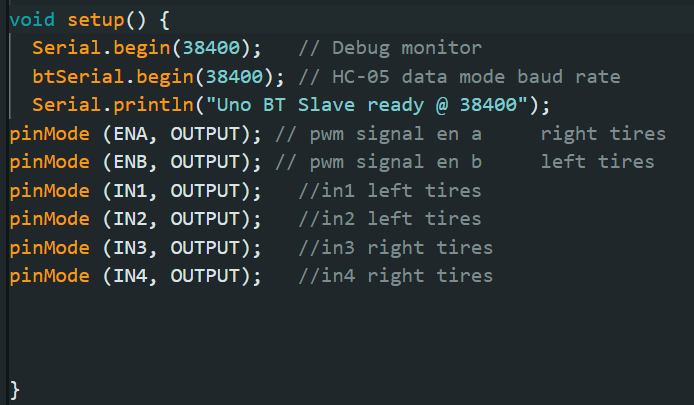 void setup() {
  Serial.begin(38400);   // Debug monitor
  btSerial.begin(38400); // HC-05 data mode baud rate
  Serial.println("Uno BT Slave ready @ 38400");
pinMode (ENA, OUTPUT); // pwm signal en a     right tires
pinMode (ENB, OUTPUT); // pwm signal en b     left tires
pinMode (IN1, OUTPUT);   //in1 left tires
pinMode (IN2, OUTPUT);   //in2 left tires
pinMode (IN3, OUTPUT);   //in3 right tires
pinMode (IN4, OUTPUT);   //in4 right tires
}